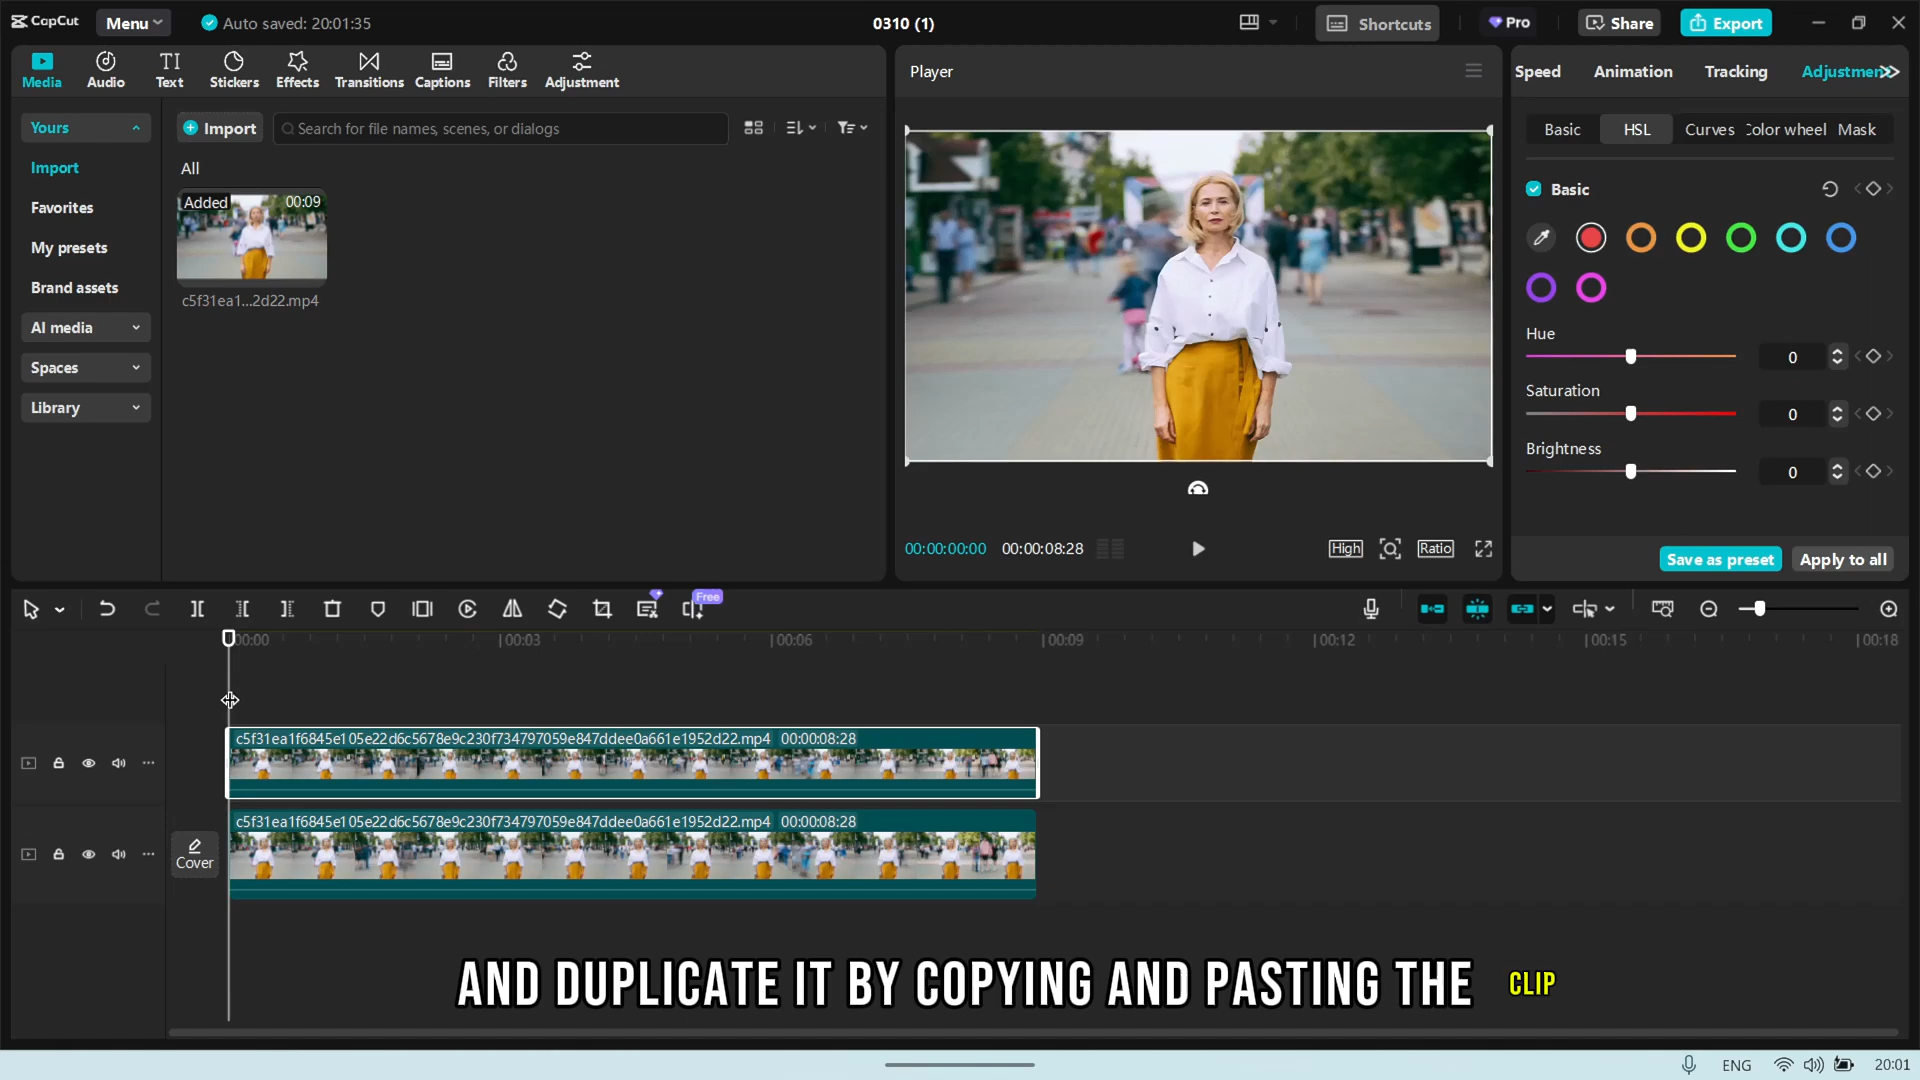 CapCut
Menu
Auto saved: 20:01:35
0310 (1)
Shortcuts
Pro
Share
Export
Media
Audio
Text
Stickers
Effects
Transitions
Captions
Filters
Adjustment
Yours
Import
Favorites
My presets
Brand assets
AI media
Spaces
Library
Import
Search for file names, scenes, or dialogs
All
Added
00:09
c5f31ea1...2d22.mp4
Player
00:00:00:00
00:00:08:28
High
Ratio
Speed
Animation
Tracking
Adjustmen
Basic
HSL
Curves
Color wheel
Mask
Basic
Hue
0
Saturation
0
Brightness
0
Save as preset
Apply to all
Free
00:00
00:03
00:06
00:09
00:12
00:15
00:18
c5f31ea1f6845e105e22d6c5678e9c230f734797059e847ddee0a661e1952d22.mp4 00:00:08:28
c5f31ea1f6845e105e22d6c5678e9c230f734797059e847ddee0a661e1952d22.mp4 00:00:08:28
Cover
AND DUPLICATE IT BY COPYING AND PASTING THE CLIP
ENG
20:01